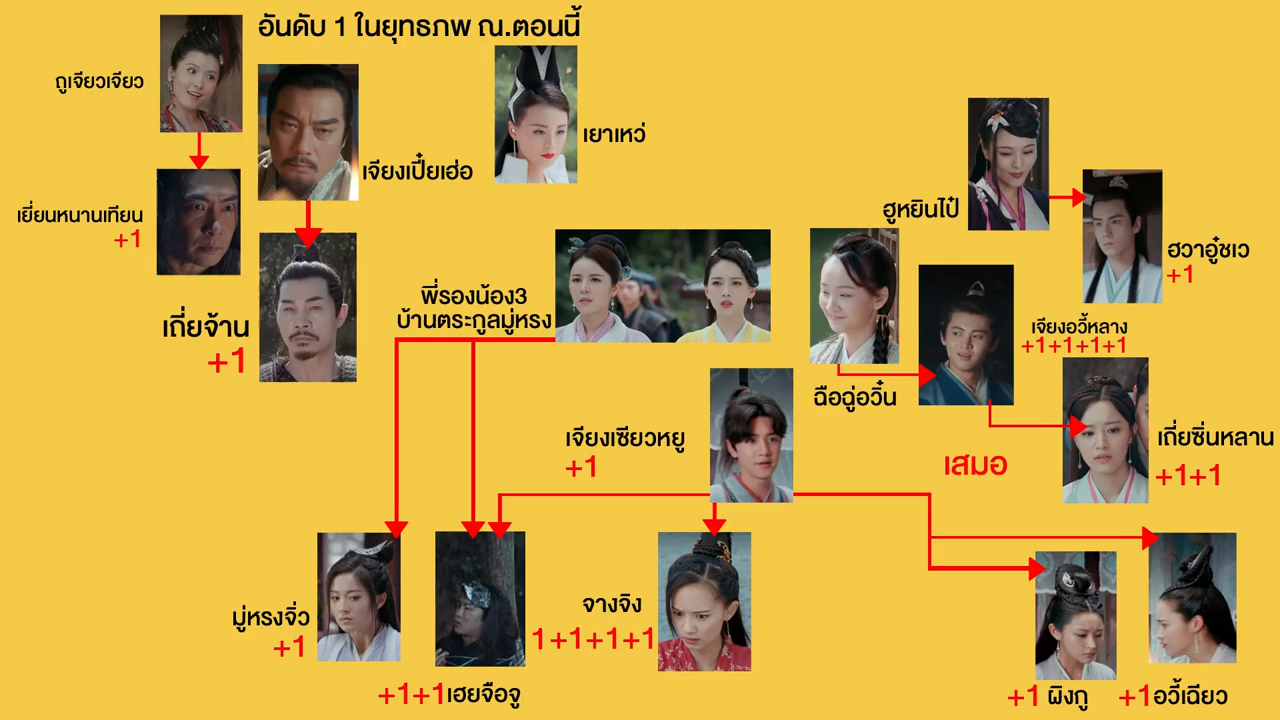 อันดับ 1 ในยุทธภพ ณ.ตอนนี้
ถูเจียวเจียว
เยาเหว่
เจียงเปี๋ยเฮ่อ
ฮูหยินไป๋
เยี่ยนหนานเทียน
+1
ฮวาอู๋ชเว
+1
พี่รองน้อง3
บ้านตระกูลมู่หรง
เถี่ยจ้าน
+1
เจียงอวี้หลาง
+1+1+1+1
ฉือฉู่อวิ๋น
เจียงเซียวหยู
+1
เสมอ
เถี่ยซิ่นหลาน
+1+1
มู่หรงจิ่ว
+1
จางจิง
1+1+1+1
+1+1เฮยจือจู
+1 ผิงกู
+1อวี้เฉียว